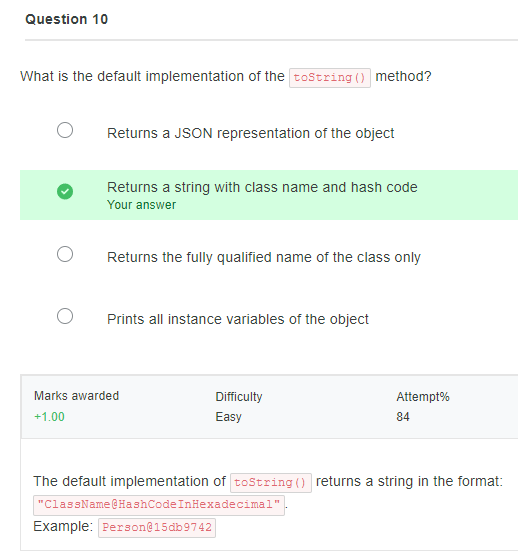 Question 10
What is the default implementation of the toString() method?
Returns a JSON representation of the object
Returns a string with class name and hash code
Your answer
Returns the fully qualified name of the class only
Prints all instance variables of the object
Marks awarded Difficulty Attempt%
+1.00 Easy 84
The default implementation of toString() returns a string in the format:
"ClassName@HashCodeInHexadecimal".
Example: Person@15db9742